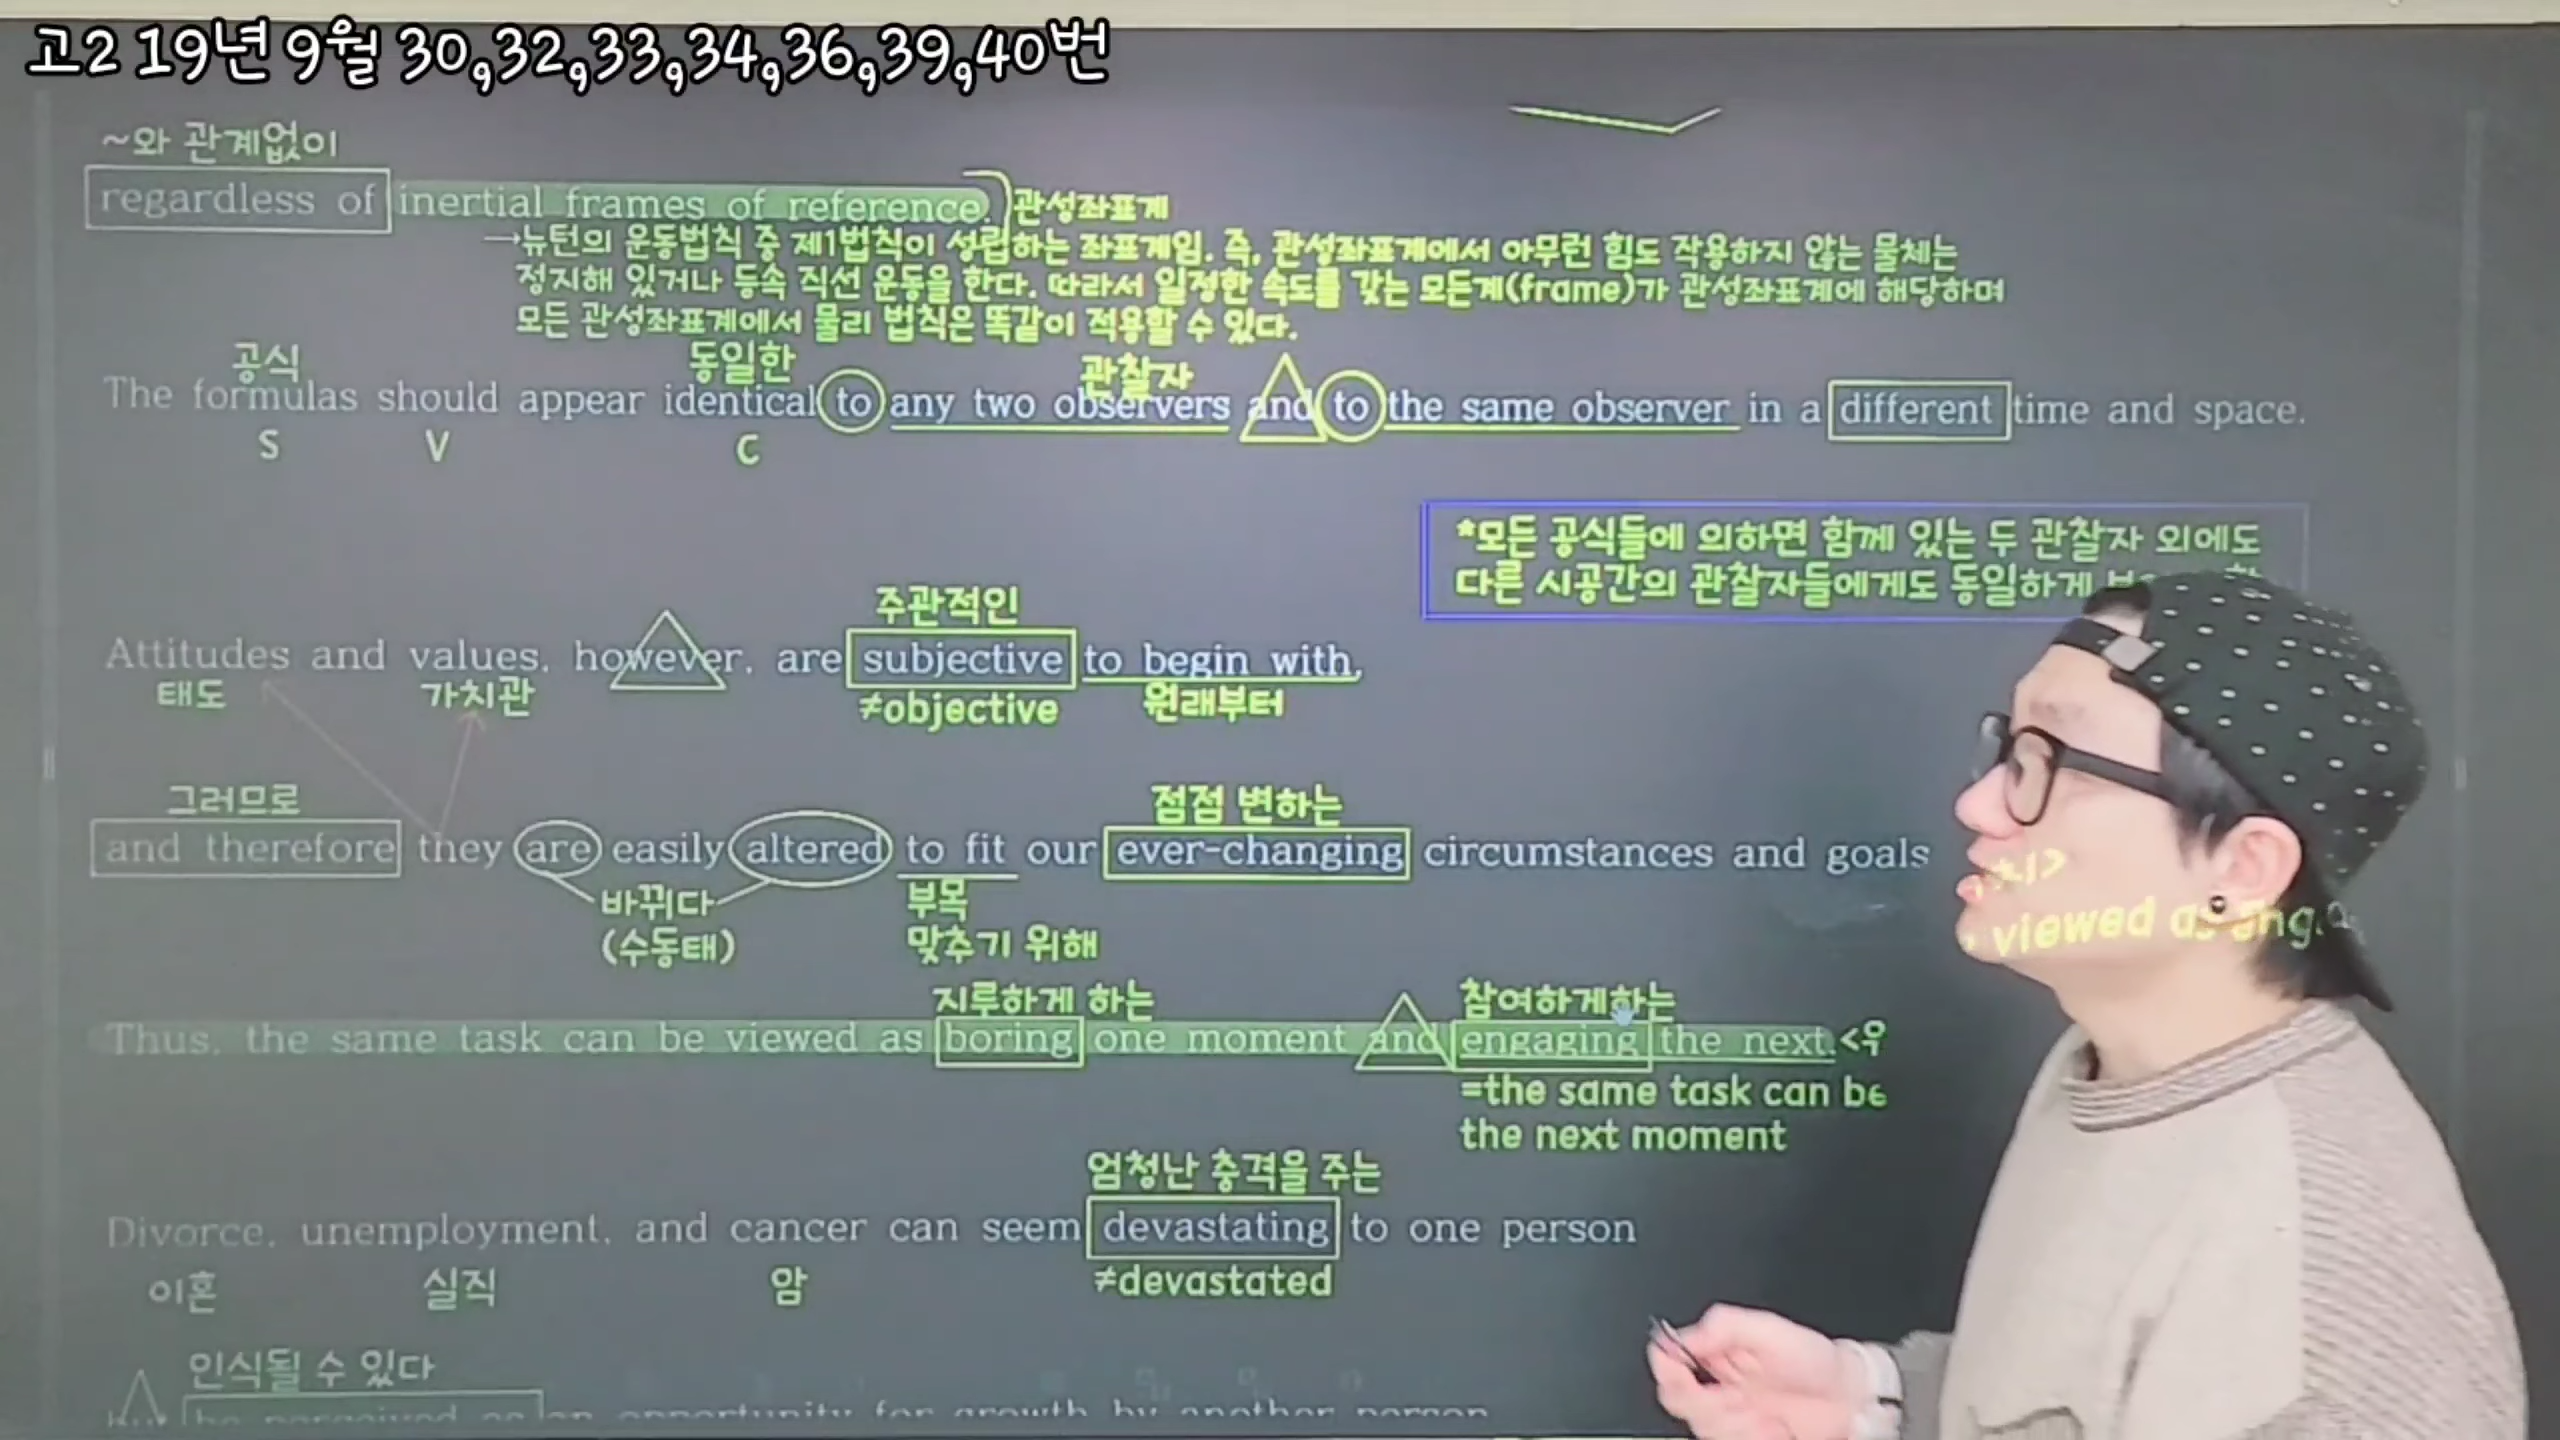 고2 19년 9월 30,32,33,34,36,39,40번
~와 관계없이
regardless of inertial frames of reference. 관성좌표계
→뉴턴의 운동법칙 중 제1법칙이 성립하는 좌표계임. 즉, 관성좌표계에서 아무런 힘도 작용하지 않는 물체는
정지해 있거나 등속 직선 운동을 한다. 따라서 일정한 속도를 갖는 모든계(frame)가 관성좌표계에 해당하며
모든 관성좌표계에서 물리 법칙은 똑같이 적용할 수 있다.
공식 동일한 관찰자
The formulas should appear identical to any two observers and to the same observer in a different time and space.
S V C
*모든 공식들에 의하면 함께 있는 두 관찰자 외에도
다른 시공간의 관찰자들에게도 동일하게
주관적인
Attitudes and values, however, are subjective to begin with,
태도 가치관 ≠objective 원래부터
그러므로 점점 변하는
and therefore they are easily altered to fit our ever-changing circumstances and goals
바뀌다 부목
(수동태) 맞추기 위해
지루하게 하는 참여하게하는
Thus, the same task can be viewed as boring one moment and engaging the next.<우
=the same task can be viewed as eng
the next moment
엄청난 충격을 주는
Divorce, unemployment, and cancer can seem devastating to one person
이혼 실직 암 ≠devastated
인식될 수 있다
but be perceived as an opportunity for growth by another person